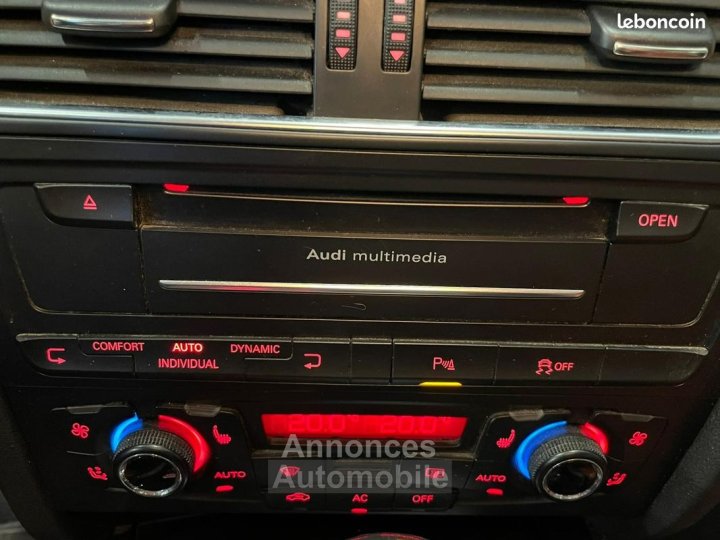 leboncoin
OPEN
Audi multimedia
COMFORT AUTO DYNAMIC
INDIVIDUAL
P OFF
20.0 20.0
Annonces
Automobile
AUTO AUTO
AC OFF